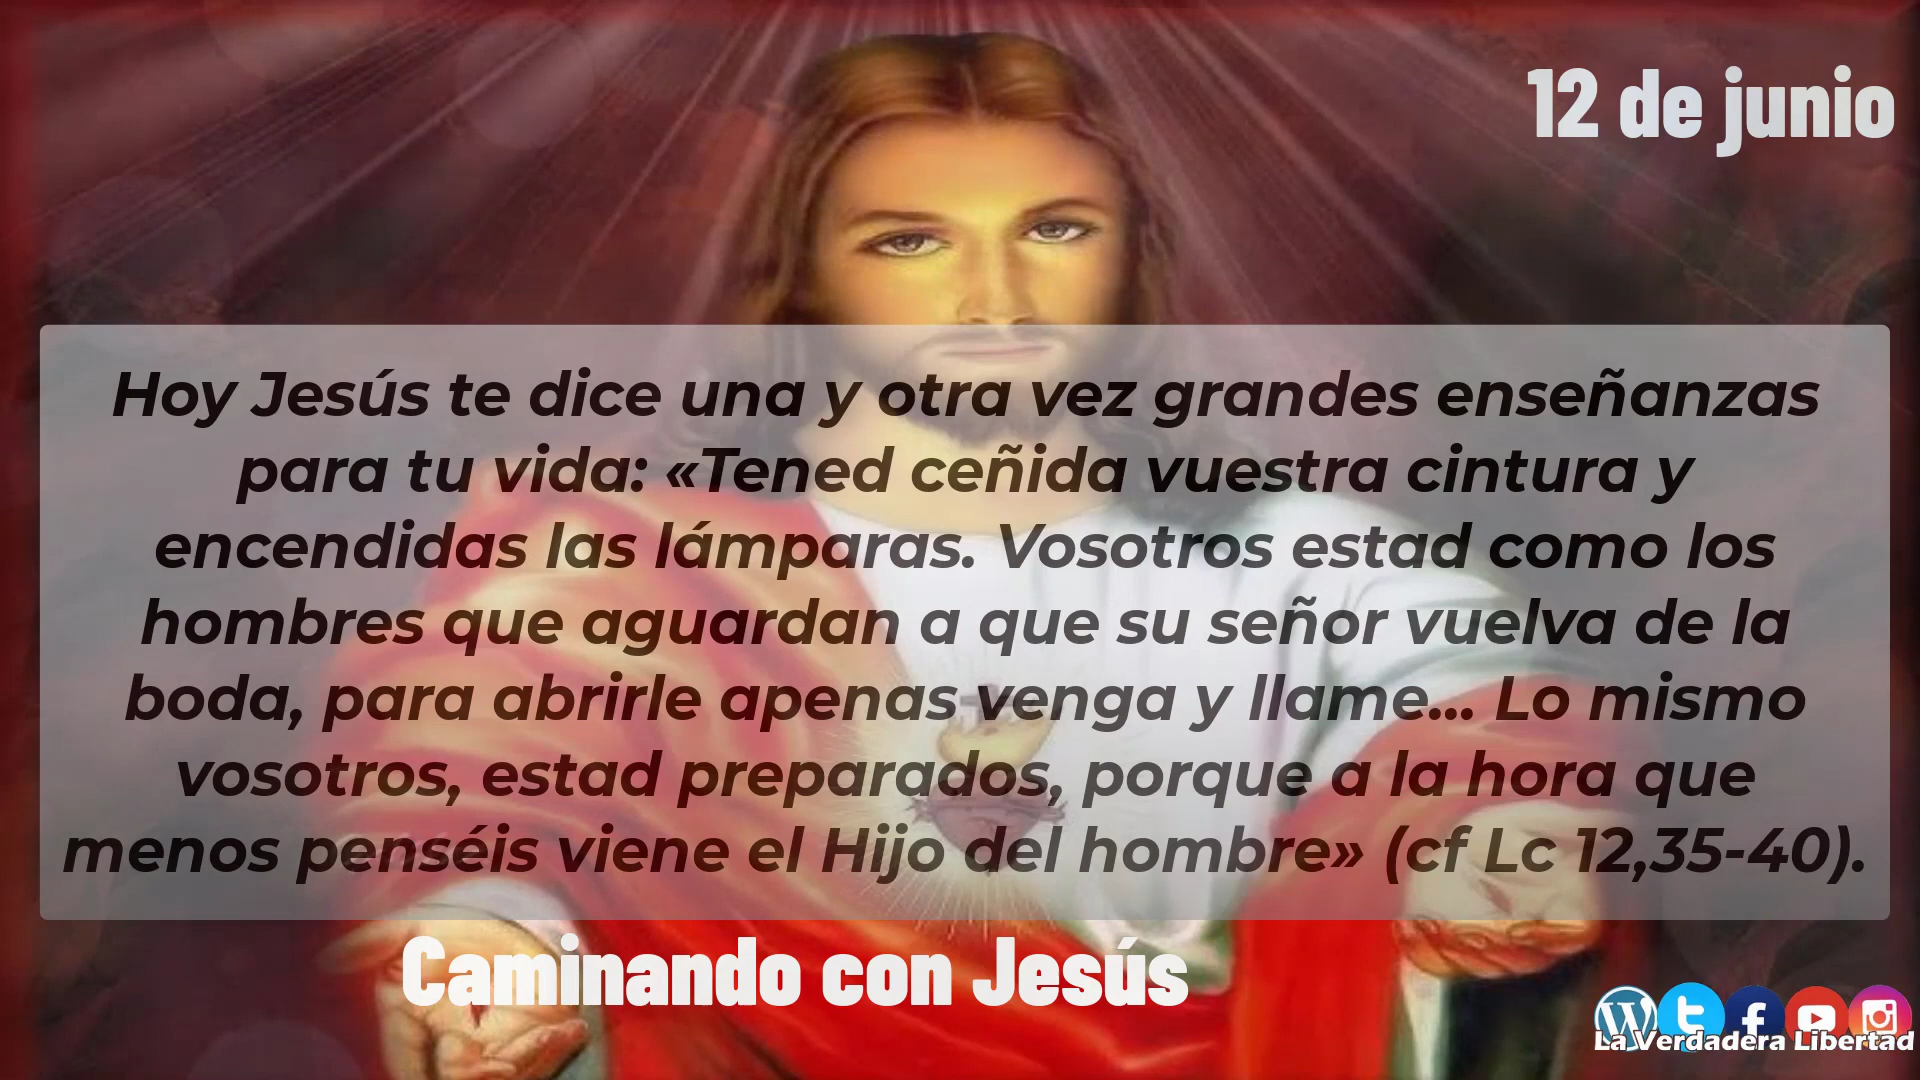 12 de junio
Hoy Jesús te dice una y otra vez grandes enseñanzas
para tu vida: «Tened ceñida vuestra cintura y
encendidas las lámparas. Vosotros estad como los
hombres que aguardan a que su señor vuelva de la
boda, para abrirle apenas venga y llame... Lo mismo
vosotros, estad preparados, porque a la hora que
menos penséis viene el Hijo del hombre» (cf Lc 12,35-40).
Caminando con Jesús
La Verdadera Libertad